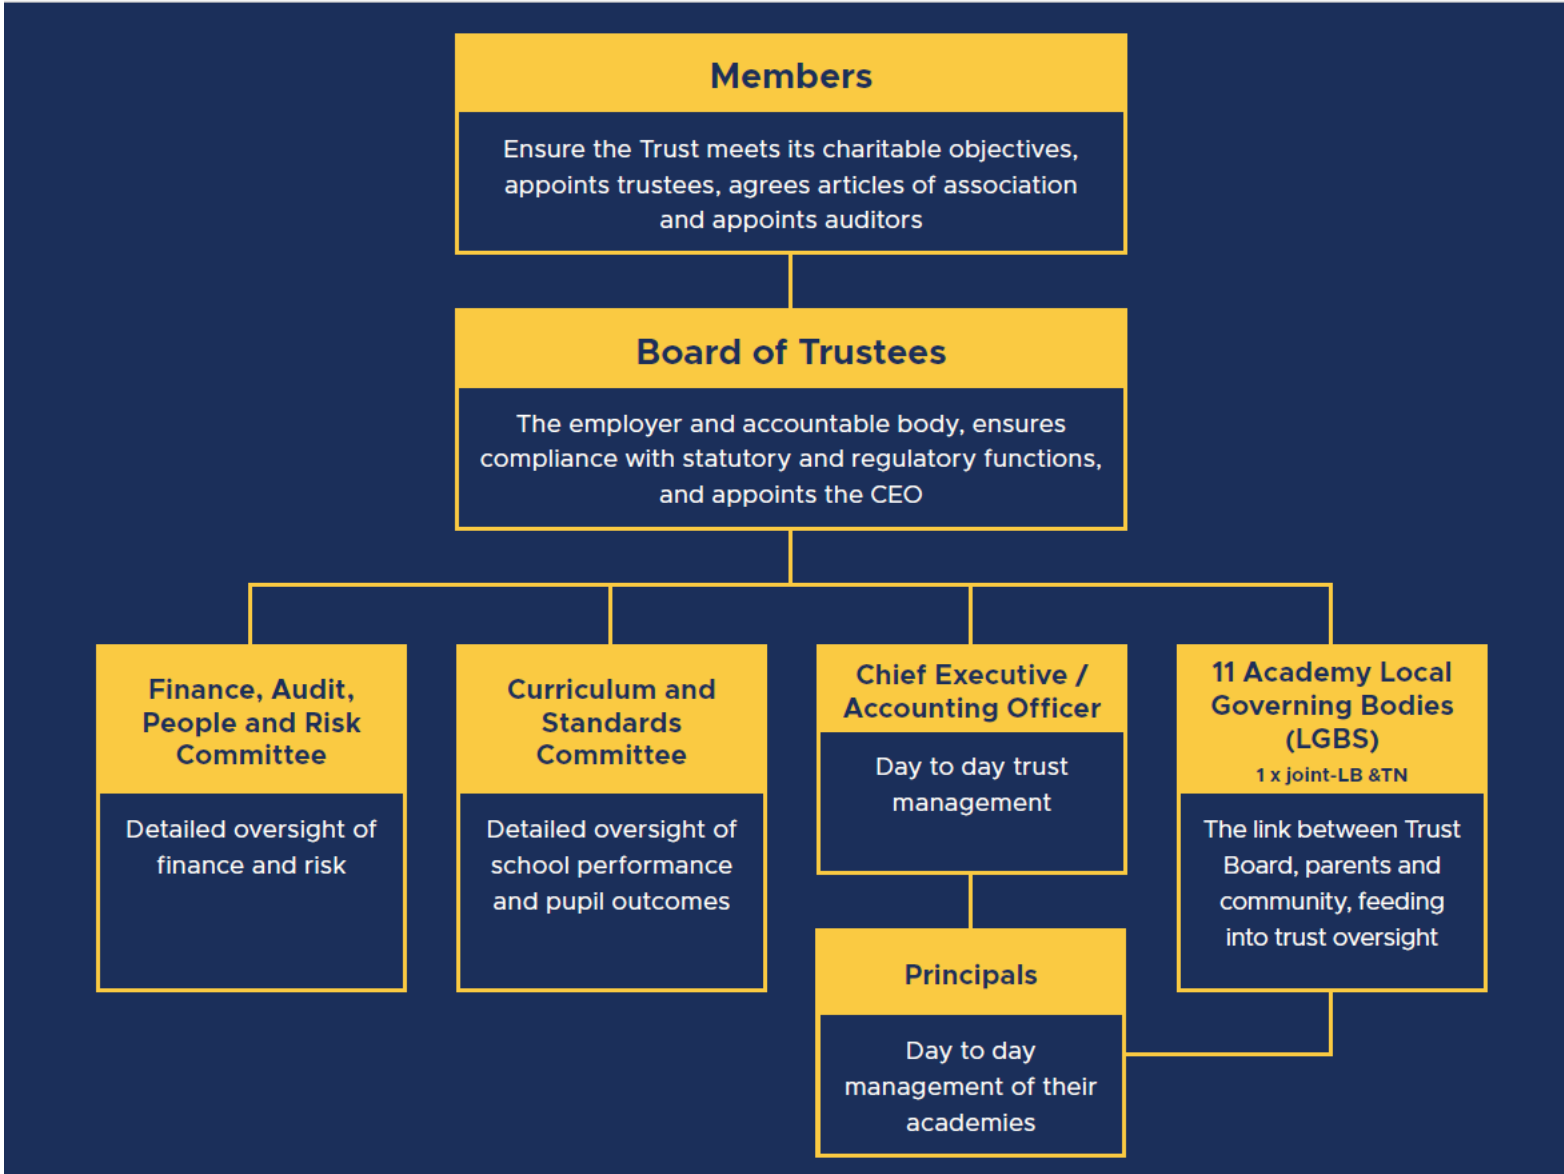 Members
Ensure the Trust meets its charitable objectives,
appoints trustees, agrees articles of association
and appoints auditors
Board of Trustees
The employer and accountable body, ensures
compliance with statutory and regulatory functions,
and appoints the CEO
Finance, Audit,
People and Risk
Committee
Detailed oversight of
finance and risk
Curriculum and
Standards
Committee
Detailed oversight of
school performance
and pupil outcomes
Chief Executive /
Accounting Officer
Day to day trust
management
11 Academy Local
Governing Bodies
(LGBS)
1 x joint-LB &TN
The link between Trust
Board, parents and
community, feeding
into trust oversight
Principals
Day to day
management of their
academies